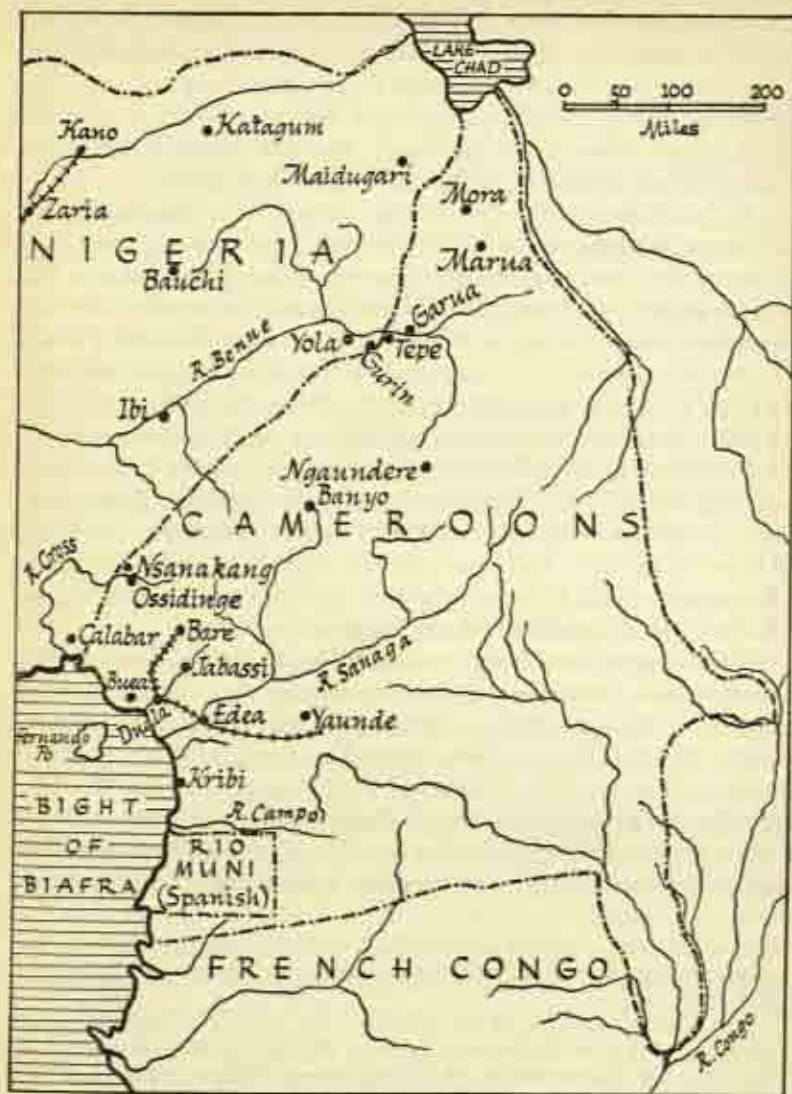 LAKE
CHAD
0 50 100 200
Miles
Kano
Katagum
Maidugari
Zaria
Mora
NIGERIA
Marua
Bauchi
Garua
R. Benue
Yola
Tepe
Gurin
Ibi
Ngaundere
Banyo
CAMEROONS
R. Cross
Nsanakang
Ossidinge
Calabar
Bare
Jabassi
R. Sanaga
Buea
Duala
Edea
Yaunde
Fernando
Po
Kribi
BIGHT
OF
BIAFRA
R. Campo
RIO
MUNI
(Spanish)
FRENCH CONGO
R. Congo